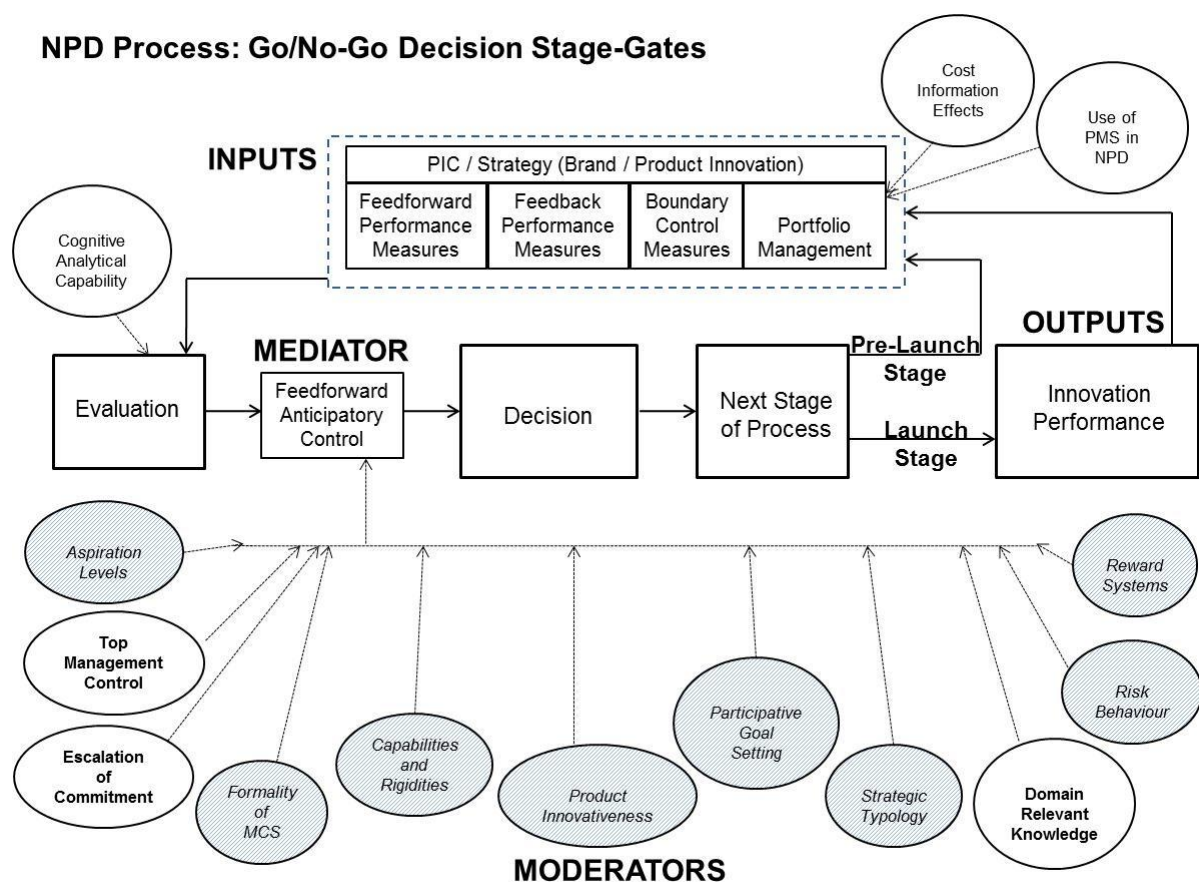 NPD Process: Go/No-Go Decision Stage-Gates
Cost
Information
Effects
Use of
PMS in
NPD
INPUTS
PIC / Strategy (Brand / Product Innovation)
Feedforward
Performance
Measures
Feedback
Performance
Measures
Boundary
Control
Measures
Portfolio
Management
Cognitive
Analytical
Capability
OUTPUTS
MEDIATOR
Pre-Launch
Stage
Evaluation
Feedforward
Anticipatory
Control
Decision
Next Stage
of Process
Launch
Stage
Innovation
Performance
Aspiration
Levels
Reward
Systems
Top
Management
Control
Risk
Behaviour
Escalation
of
Commitment
Formality
of
MCS
Capabilities
and
Rigidities
Product
Innovativeness
Participative
Goal
Setting
Strategic
Typology
Domain
Relevant
Knowledge
MODERATORS